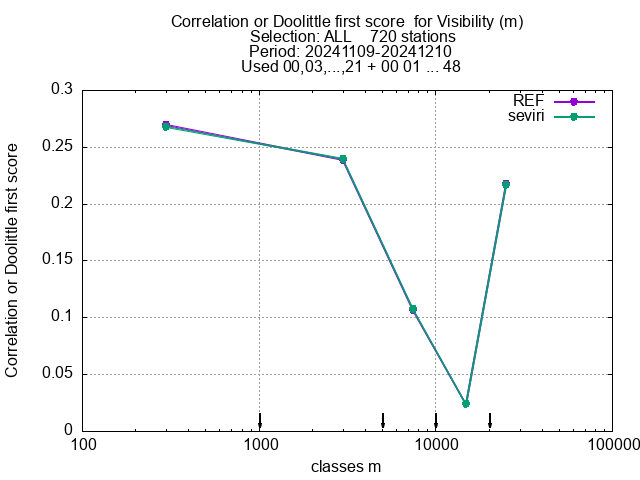 Correlation or Doolittle first score  for Visibility (m)
Selection: ALL    720 stations
Period: 20241109-20241210
Used 00,03,...,21 + 00 01 ... 48
REF
seviri
0.3
0.25
0.2
0.15
0.1
0.05
0
Correlation or Doolittle first score
100 1000 10000 100000
classes m